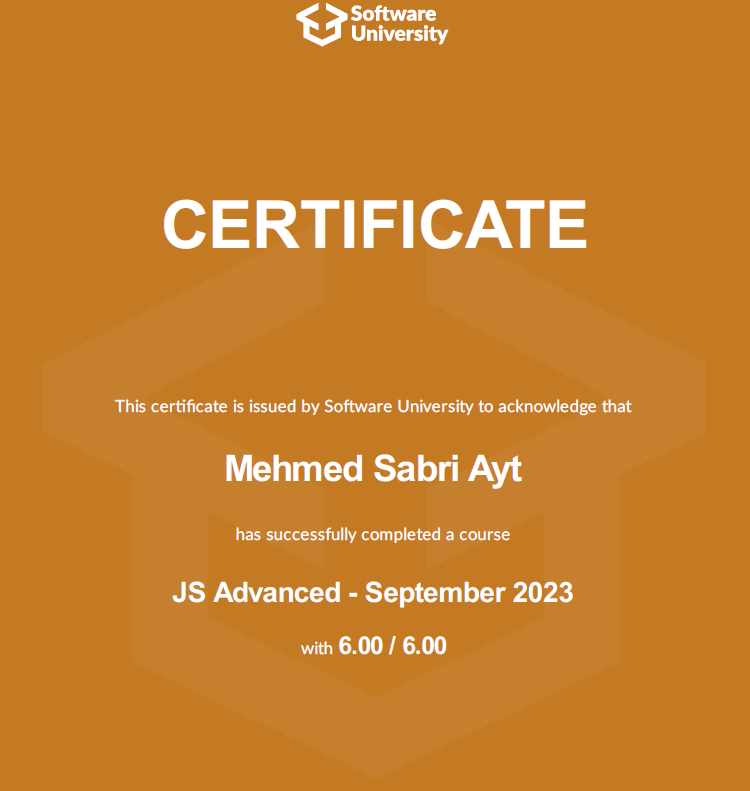 Software
University
CERTIFICATE
This certificate is issued by Software University to acknowledge that
Mehmed Sabri Ayt
has successfully completed a course
JS Advanced - September 2023
with 6.00 / 6.00